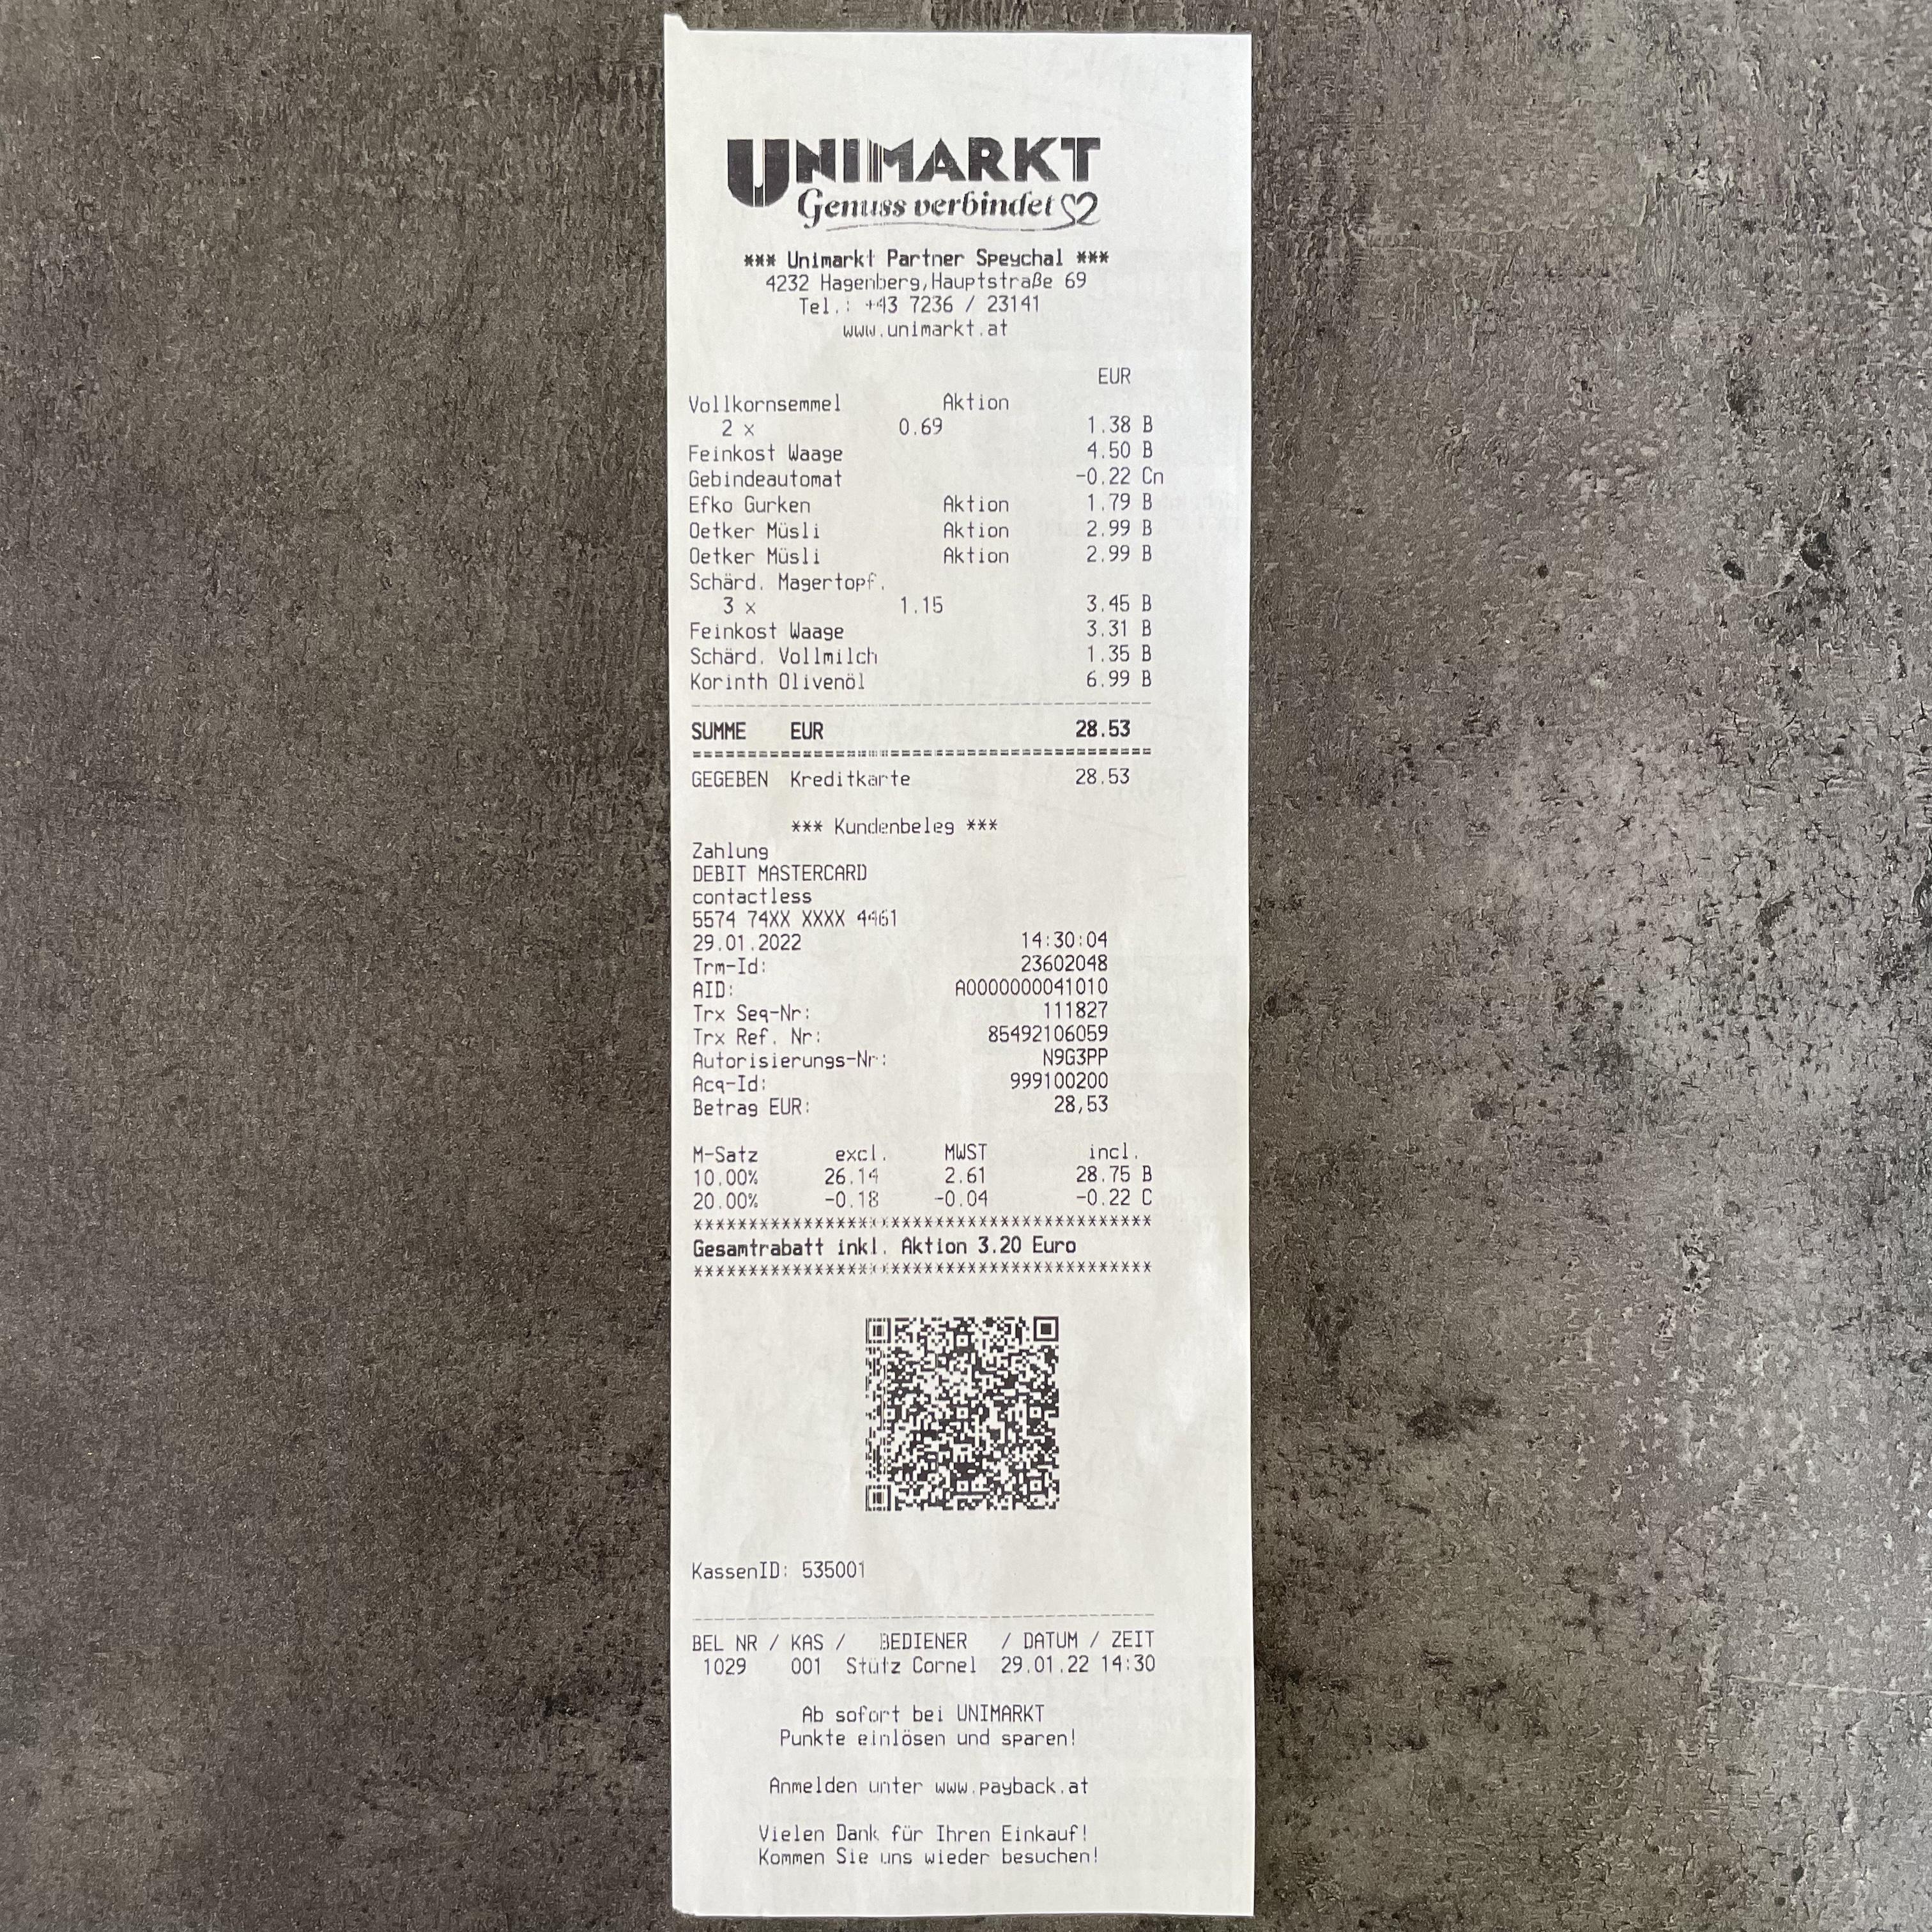 UNIMARKT
Genuss verbindet
*** Unimarkt Partner Speychal ***
4232 Hagenberg,Hauptstraße 69
Tel.: +43 7236 / 23141
www.unimarkt.at
EUR
Vollkornsemmel Aktion
2 x 0.69 1.38 B
Feinkost Waage 4.50 B
Gebindeautomat -0.22 Cn
Efko Gurken Aktion 1.79 B
Oetker Müsli Aktion 2.99 B
Oetker Müsli Aktion 2.99 B
Schärd. Magertopf.
3 x 1.15 3.45 B
Feinkost Waage 3.31 B
Schärd. Vollmilch 1.35 B
Korinth Olivenöl 6.99 B
SUMME EUR 28.53
GEGEBEN Kreditkarte 28.53
*** Kundenbeleg ***
Zahlung
DEBIT MASTERCARD
contactless
5574 74XX XXXX 4461
29.01.2022 14:30:04
Trm-Id: 23602048
AID: A0000000041010
Trx Seq-Nr: 111827
Trx Ref. Nr: 85492106059
Autorisierungs-Nr: N9G3PP
Acq-Id: 999100200
Betrag EUR: 28,53
M-Satz excl. MWST incl.
10.00% 26.14 2.61 28.75 B
20.00% -0.18 -0.04 -0.22 C
******************************************
Gesamtrabatt inkl. Aktion 3.20 Euro
******************************************
KassenID: 535001
BEL NR / KAS / BEDIENER / DATUM / ZEIT
1029 001 Stütz Cornel 29.01.22 14:30
Ab sofort bei UNIMARKT
Punkte einlösen und sparen!
Anmelden unter www.payback.at
Vielen Dank für Ihren Einkauf!
Kommen Sie uns wieder besuchen!